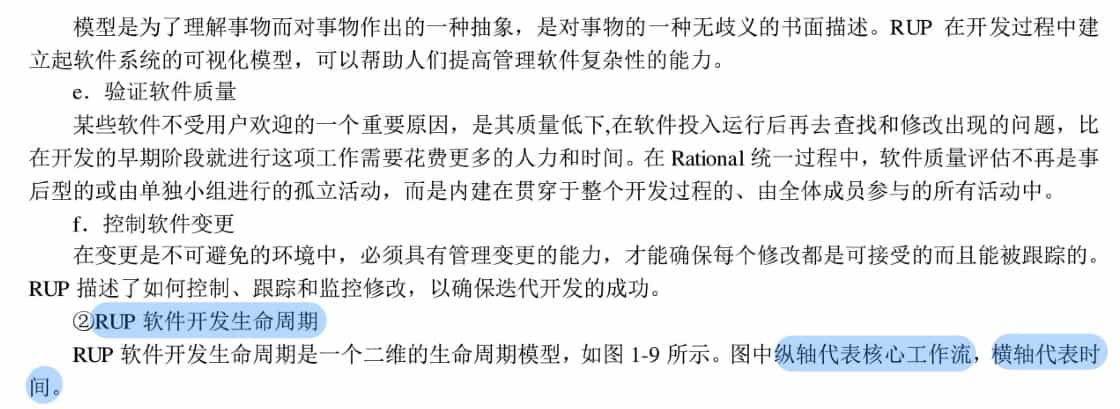 模型是为了理解事物而对事物作出的一种抽象，是对事物的一种无歧义的书面描述。RUP 在开发过程中建
立起软件系统的可视化模型，可以帮助人们提高管理软件复杂性的能力。
e．验证软件质量
某些软件不受用户欢迎的一个重要原因，是其质量低下,在软件投入运行后再去查找和修改出现的问题，比
在开发的早期阶段就进行这项工作需要花费更多的人力和时间。在 Rational 统一过程中，软件质量评估不再是事
后型的或由单独小组进行的孤立活动，而是内建在贯穿于整个开发过程的、由全体成员参与的所有活动中。
f．控制软件变更
在变更是不可避免的环境中，必须具有管理变更的能力，才能确保每个修改都是可接受的而且能被跟踪的。
RUP 描述了如何控制、跟踪和监控修改，以确保迭代开发的成功。
②RUP 软件开发生命周期
RUP 软件开发生命周期是一个二维的生命周期模型，如图 1-9 所示。图中纵轴代表核心工作流，横轴代表时
间。